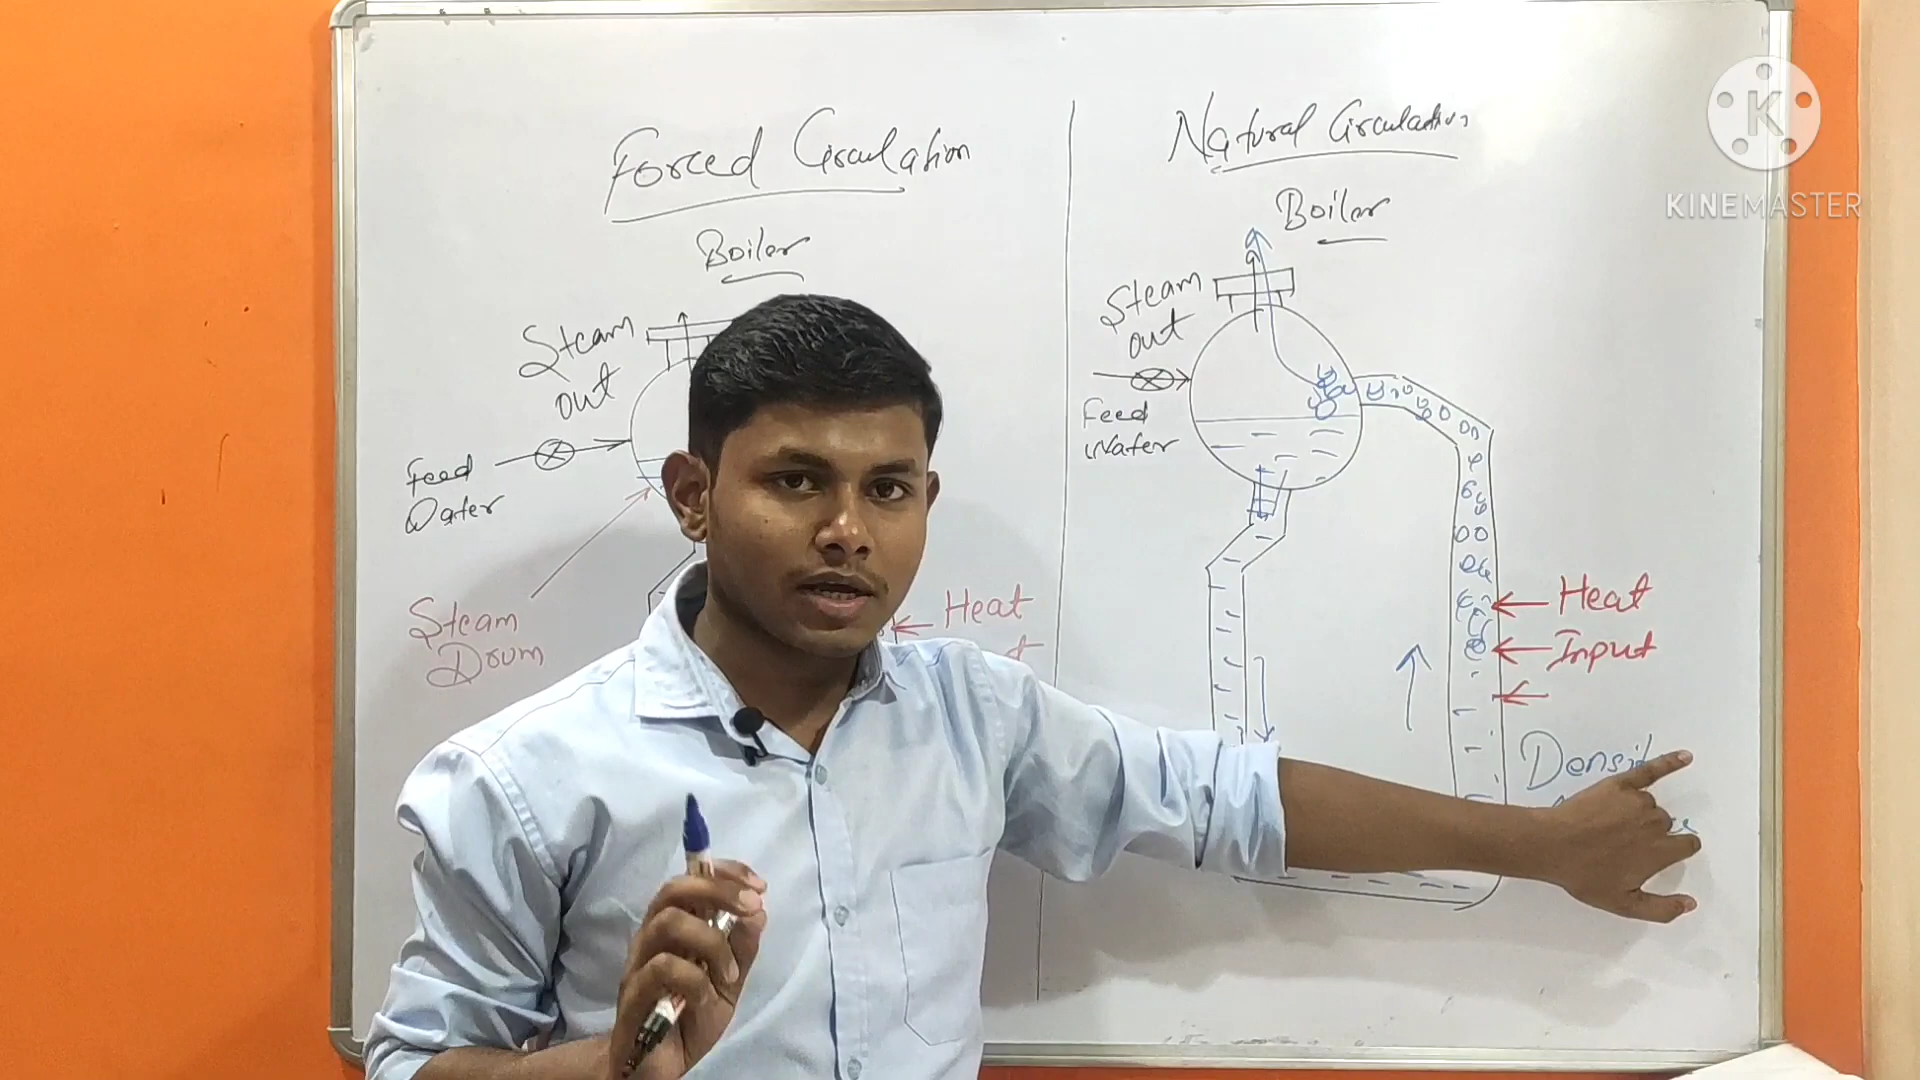 Forced Circulation
Boiler
Steam
out
Feed
Water
Steam
Drum
Heat
Natural Circulation
Boiler
Steam
out
Feed
Water
Heat
Input
K
KINEMASTER